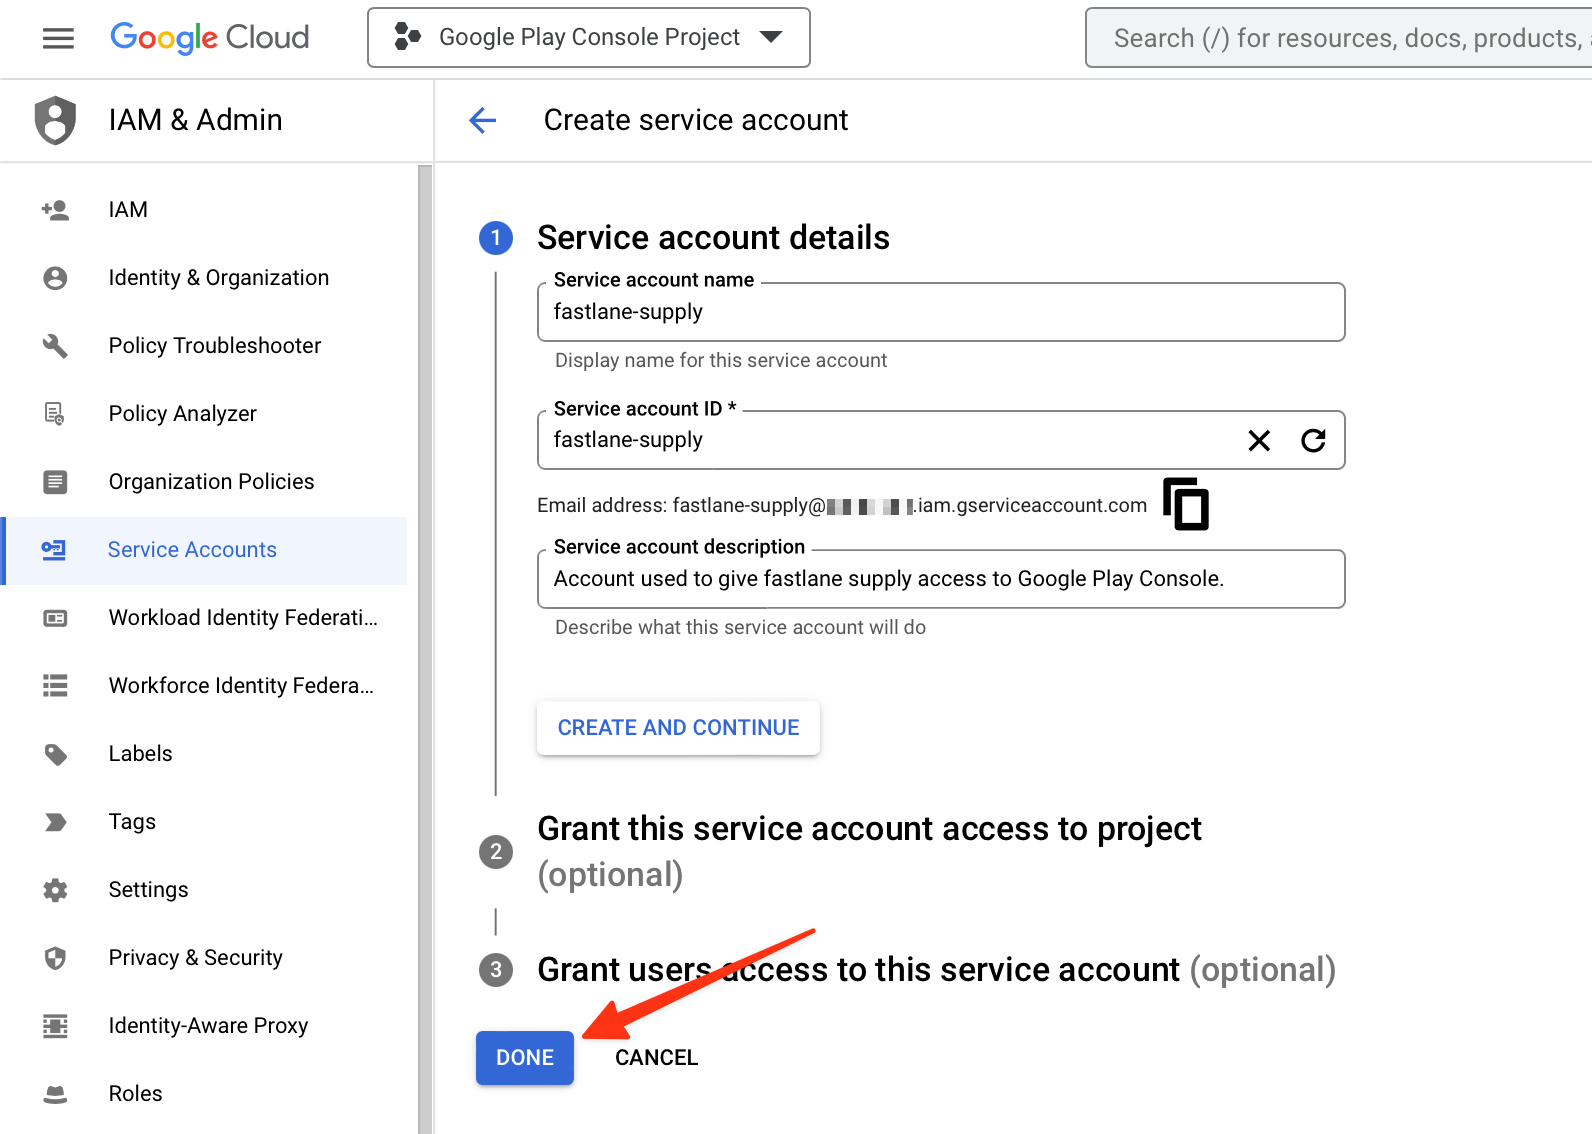 Google Cloud
Google Play Console Project
Search (/) for resources, docs, products,
IAM & Admin
Create service account
IAM
Identity & Organization
Policy Troubleshooter
Policy Analyzer
Organization Policies
Service Accounts
Workload Identity Federati...
Workforce Identity Federa...
Labels
Tags
Settings
Privacy & Security
Identity-Aware Proxy
Roles
1 Service account details
Service account name
fastlane-supply
Display name for this service account
Service account ID *
fastlane-supply
Email address: fastlane-supply@ .iam.gserviceaccount.com
Service account description
Account used to give fastlane supply access to Google Play Console.
Describe what this service account will do
CREATE AND CONTINUE
2 Grant this service account access to project
(optional)
3 Grant users access to this service account (optional)
DONE CANCEL